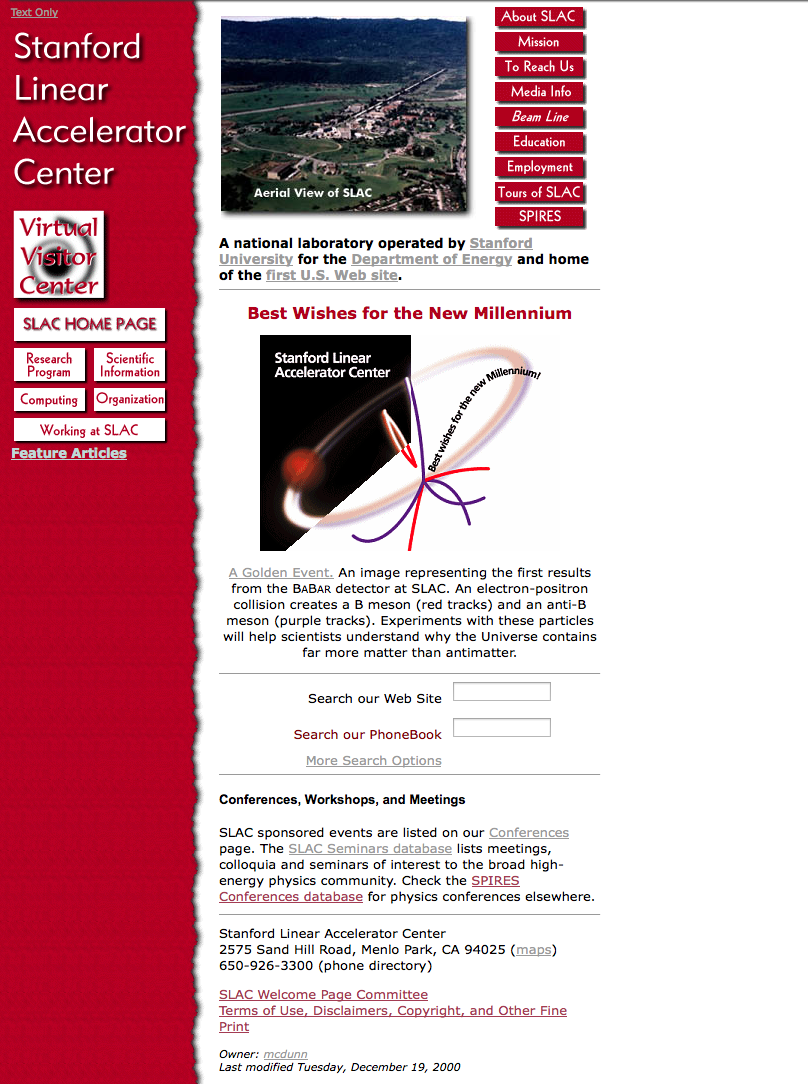 Text Only
Stanford
Linear
Accelerator
Center
Virtual
Visitor
Center
SLAC HOME PAGE
Research
Program
Scientific
Information
Computing
Organization
Working at SLAC
Feature Articles
Aerial View of SLAC
About SLAC
Mission
To Reach Us
Media Info
Beam Line
Education
Employment
Tours of SLAC
SPIRES
A national laboratory operated by Stanford
University for the Department of Energy and home
of the first U.S. Web site.
Best Wishes for the New Millennium
Stanford Linear
Accelerator Center
Best wishes for the new Millennium!
A Golden Event. An image representing the first results
from the BABAR detector at SLAC. An electron-positron
collision creates a B meson (red tracks) and an anti-B
meson (purple tracks). Experiments with these particles
will help scientists understand why the Universe contains
far more matter than antimatter.
Search our Web Site
Search our PhoneBook
More Search Options
Conferences, Workshops, and Meetings
SLAC sponsored events are listed on our Conferences
page. The SLAC Seminars database lists meetings,
colloquia and seminars of interest to the broad high-
energy physics community. Check the SPIRES
Conferences database for physics conferences elsewhere.
Stanford Linear Accelerator Center
2575 Sand Hill Road, Menlo Park, CA 94025 (maps)
650-926-3300 (phone directory)
SLAC Welcome Page Committee
Terms of Use, Disclaimers, Copyright, and Other Fine
Print
Owner: mcdunn
Last modified Tuesday, December 19, 2000